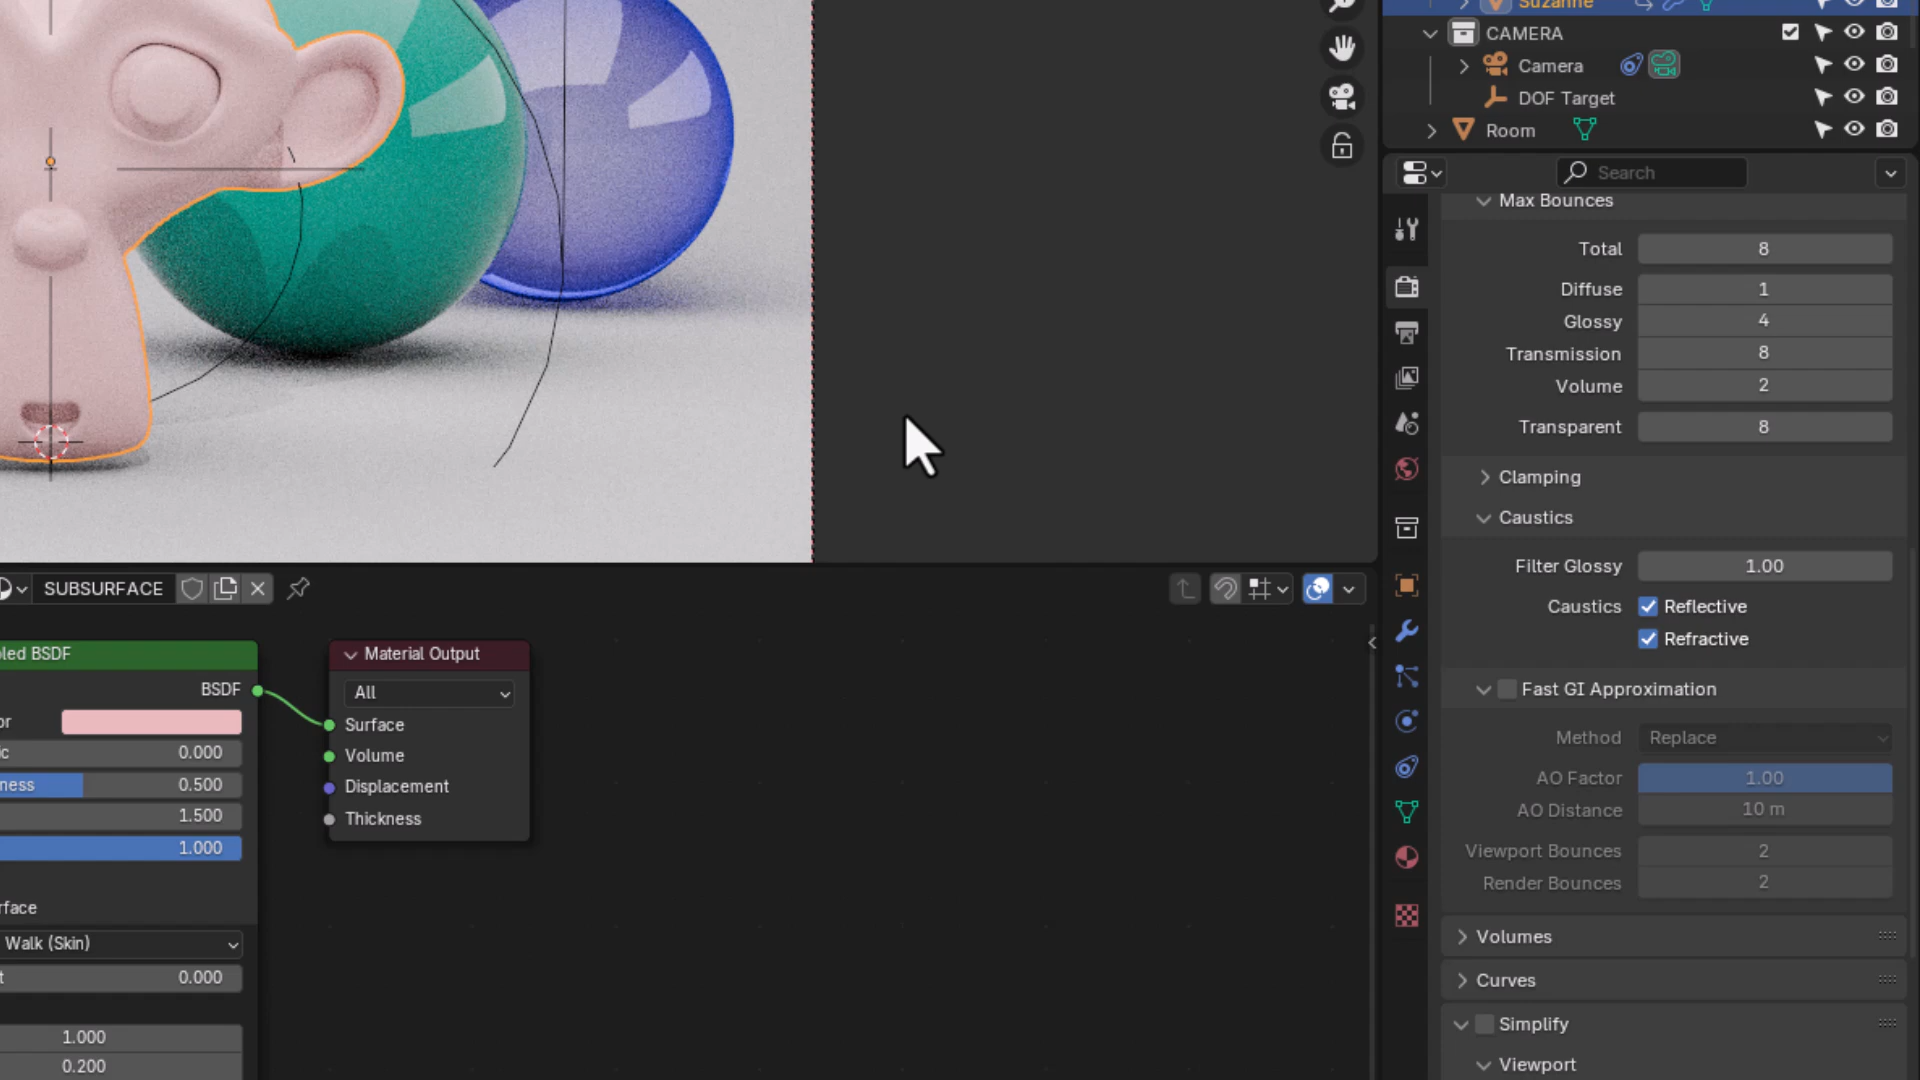 Suzanne
CAMERA
Camera
DOF Target
Room
Search
Max Bounces
Total 8
Diffuse 1
Glossy 4
Transmission 8
Volume 2
Transparent 8
Clamping
Caustics
Filter Glossy 1.00
Caustics Reflective
Refractive
Fast GI Approximation
Method Replace
AO Factor 1.00
AO Distance 10 m
Viewport Bounces 2
Render Bounces 2
Volumes
Curves
Simplify
Viewport
SUBSURFACE
led BSDF
BSDF
or
ic 0.000
ness 0.500
1.500
1.000
rface
Walk (Skin)
t 0.000
1.000
0.200
Material Output
All
Surface
Volume
Displacement
Thickness